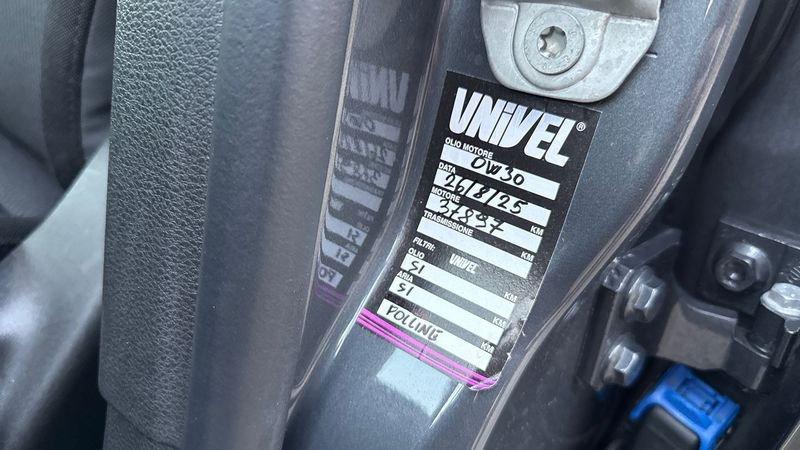 UNIVEL®
OLIO MOTORE
0W30
DATA
26/8/25
MOTORE
37897 KM
TRASMISSIONE
KM
FILTRI: UNIVEL
OLIO
SI KM
ARIA
SI KM
POLLINE KM